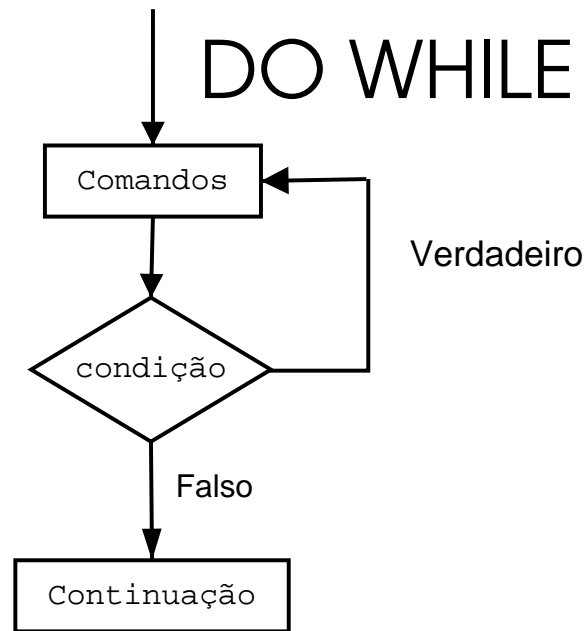 DO WHILE
Comandos
Verdadeiro
condição
Falso
Continuação